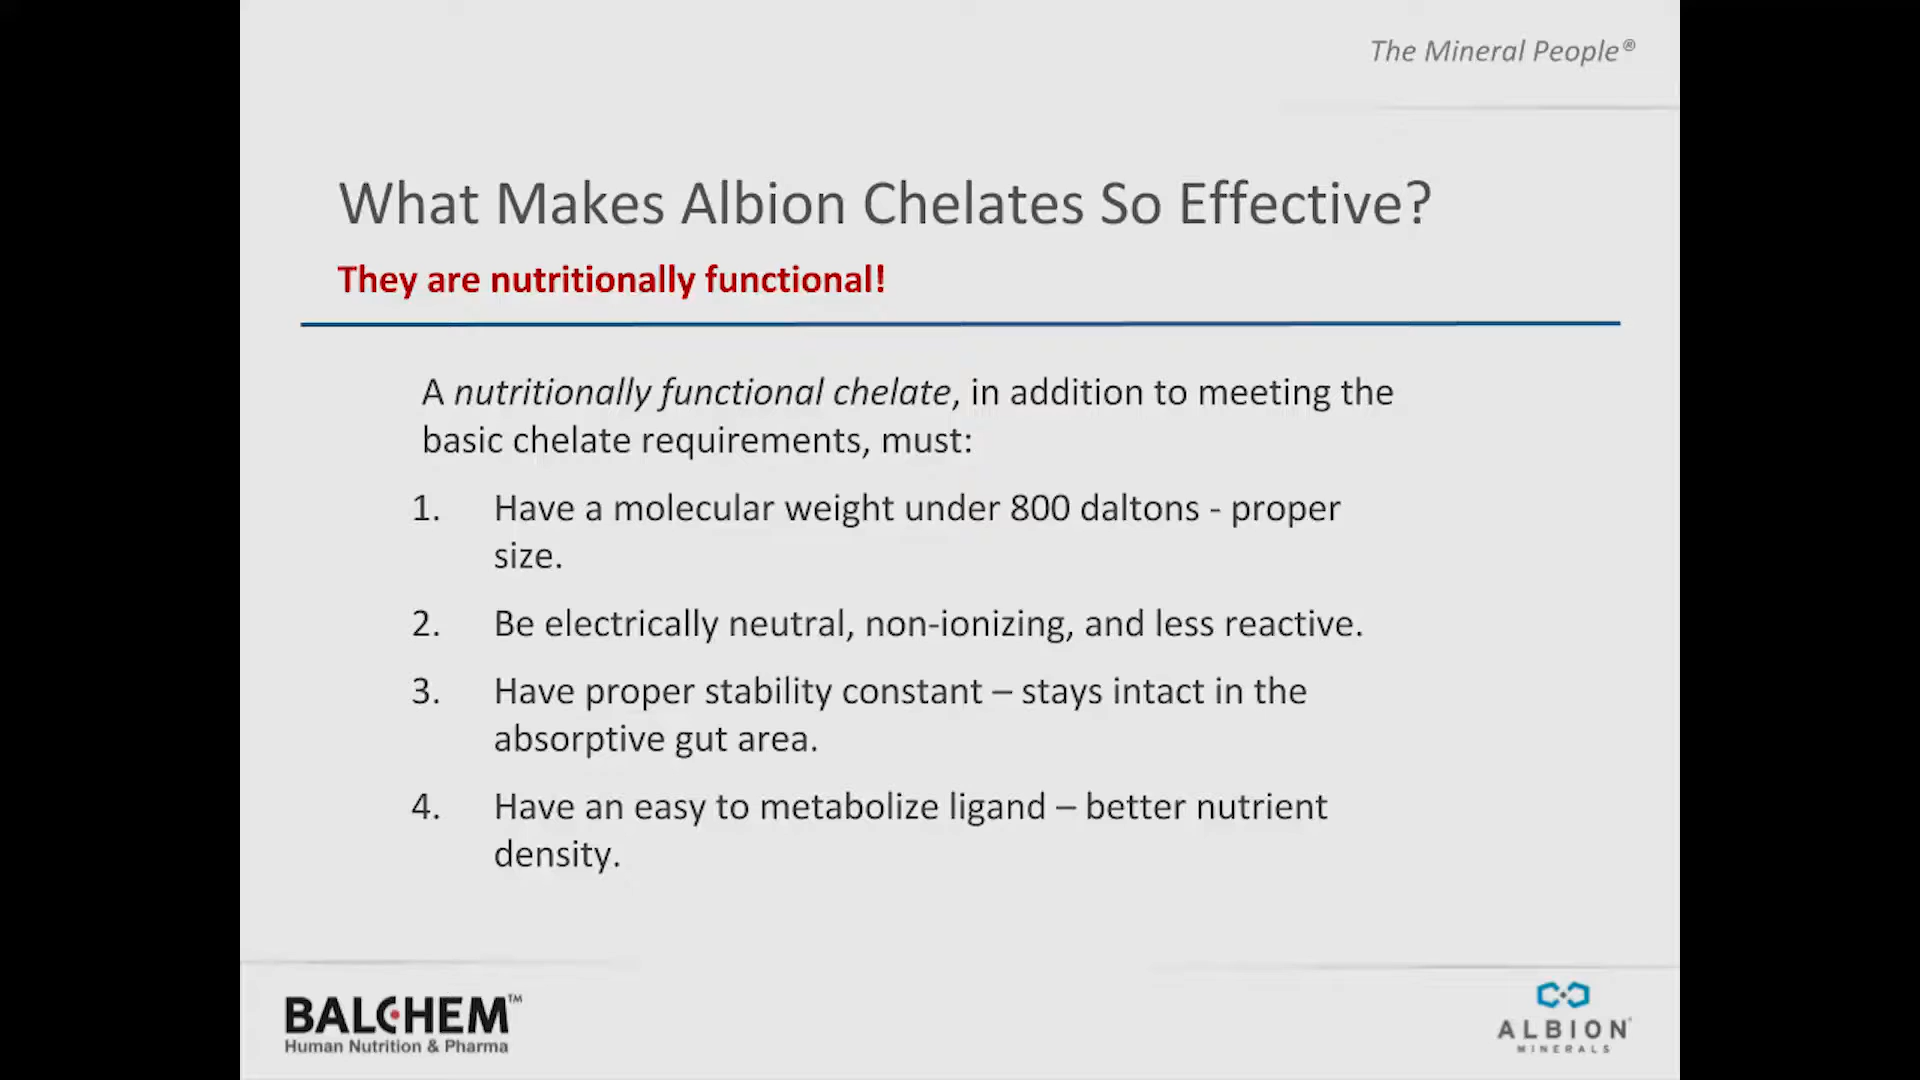 The Mineral People®
What Makes Albion Chelates So Effective?
They are nutritionally functional!
A nutritionally functional chelate, in addition to meeting the
basic chelate requirements, must:
1. Have a molecular weight under 800 daltons - proper
size.
2. Be electrically neutral, non-ionizing, and less reactive.
3. Have proper stability constant – stays intact in the
absorptive gut area.
4. Have an easy to metabolize ligand – better nutrient
density.
BALCHEM™
Human Nutrition & Pharma
ALBION
MINERALS